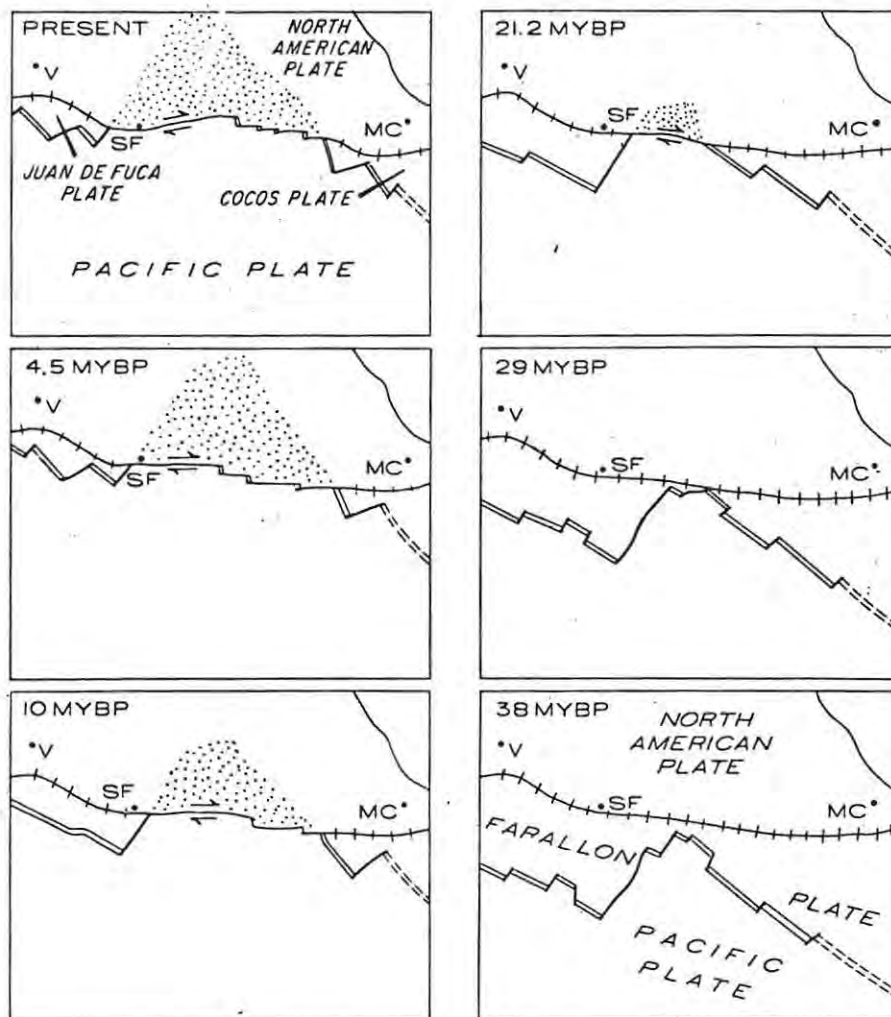 PRESENT
NORTH
AMERICAN
PLATE
V
SF
MC
JUAN DE FUCA
PLATE
COCOS PLATE
PACIFIC PLATE
21.2 MYBP
V
SF
MC
4.5 MYBP
V
SF
MC
29 MYBP
V
SF
MC
10 MYBP
V
SF
MC
38 MYBP
NORTH
AMERICAN
PLATE
V
SF
MC
FARALLON
PLATE
PACIFIC
PLATE